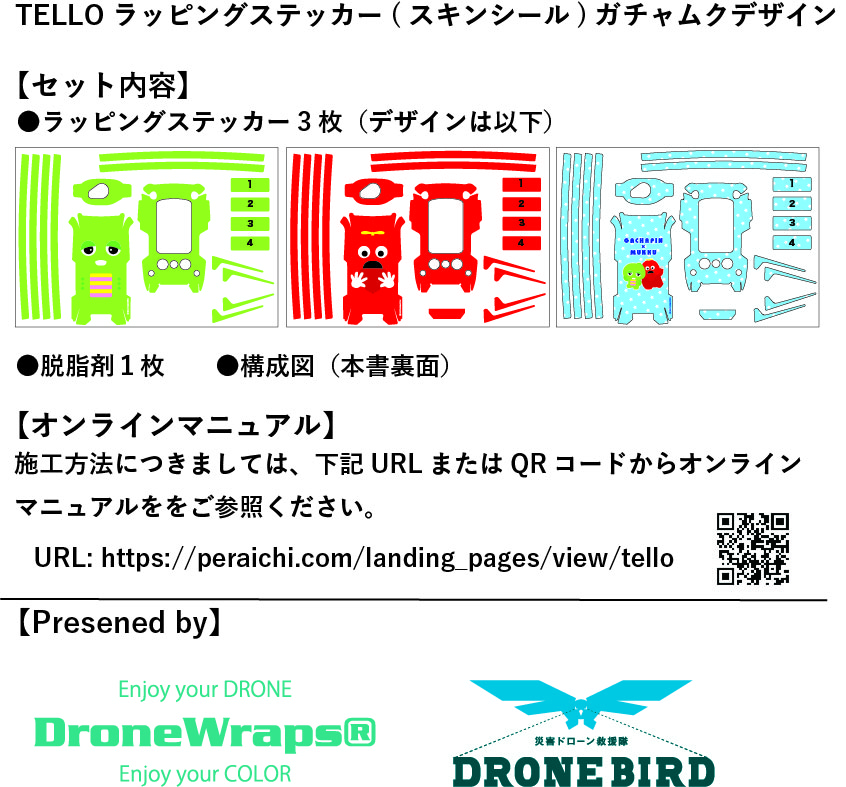 TELLO ラッピングステッカー ( スキンシール ) ガチャムクデザイン
【セット内容】
●ラッピングステッカー 3 枚（デザインは以下）
1
2
3
4
1
2
3
4
GACHAPIN
×
MUKKU
1
2
3
4
●脱脂剤 1 枚 ●構成図（本書裏面）
【オンラインマニュアル】
施工方法につきましては、下記 URL または QR コードからオンライン
マニュアルををご参照ください。
URL: https://peraichi.com/landing_pages/view/tello
【Presened by】
Enjoy your DRONE
DroneWraps®
Enjoy your COLOR
災害ドローン救援隊
DRONE BIRD